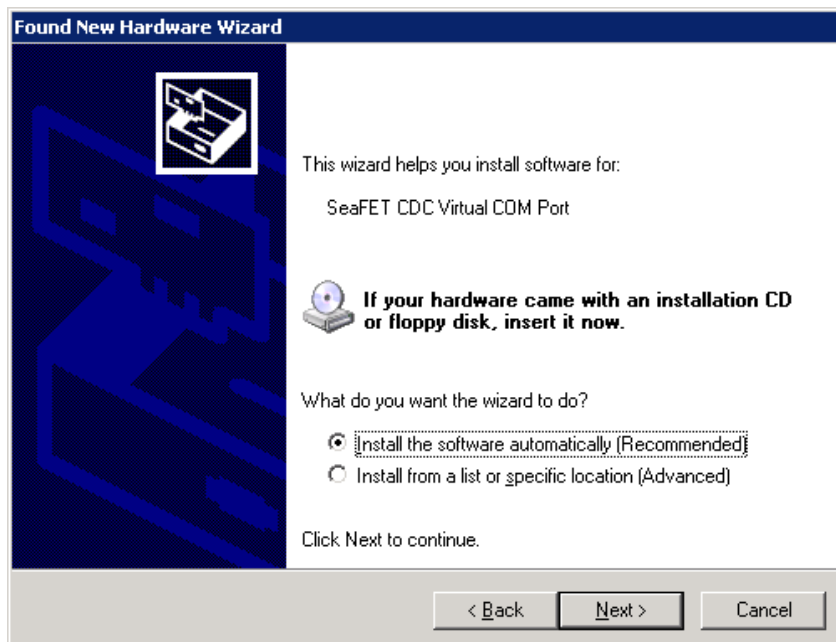 Found New Hardware Wizard
This wizard helps you install software for:
SeaFET CDC Virtual COM Port
If your hardware came with an installation CD
or floppy disk, insert it now.
What do you want the wizard to do?
Install the software automatically (Recommended)
Install from a list or specific location (Advanced)
Click Next to continue.
< Back Next > Cancel